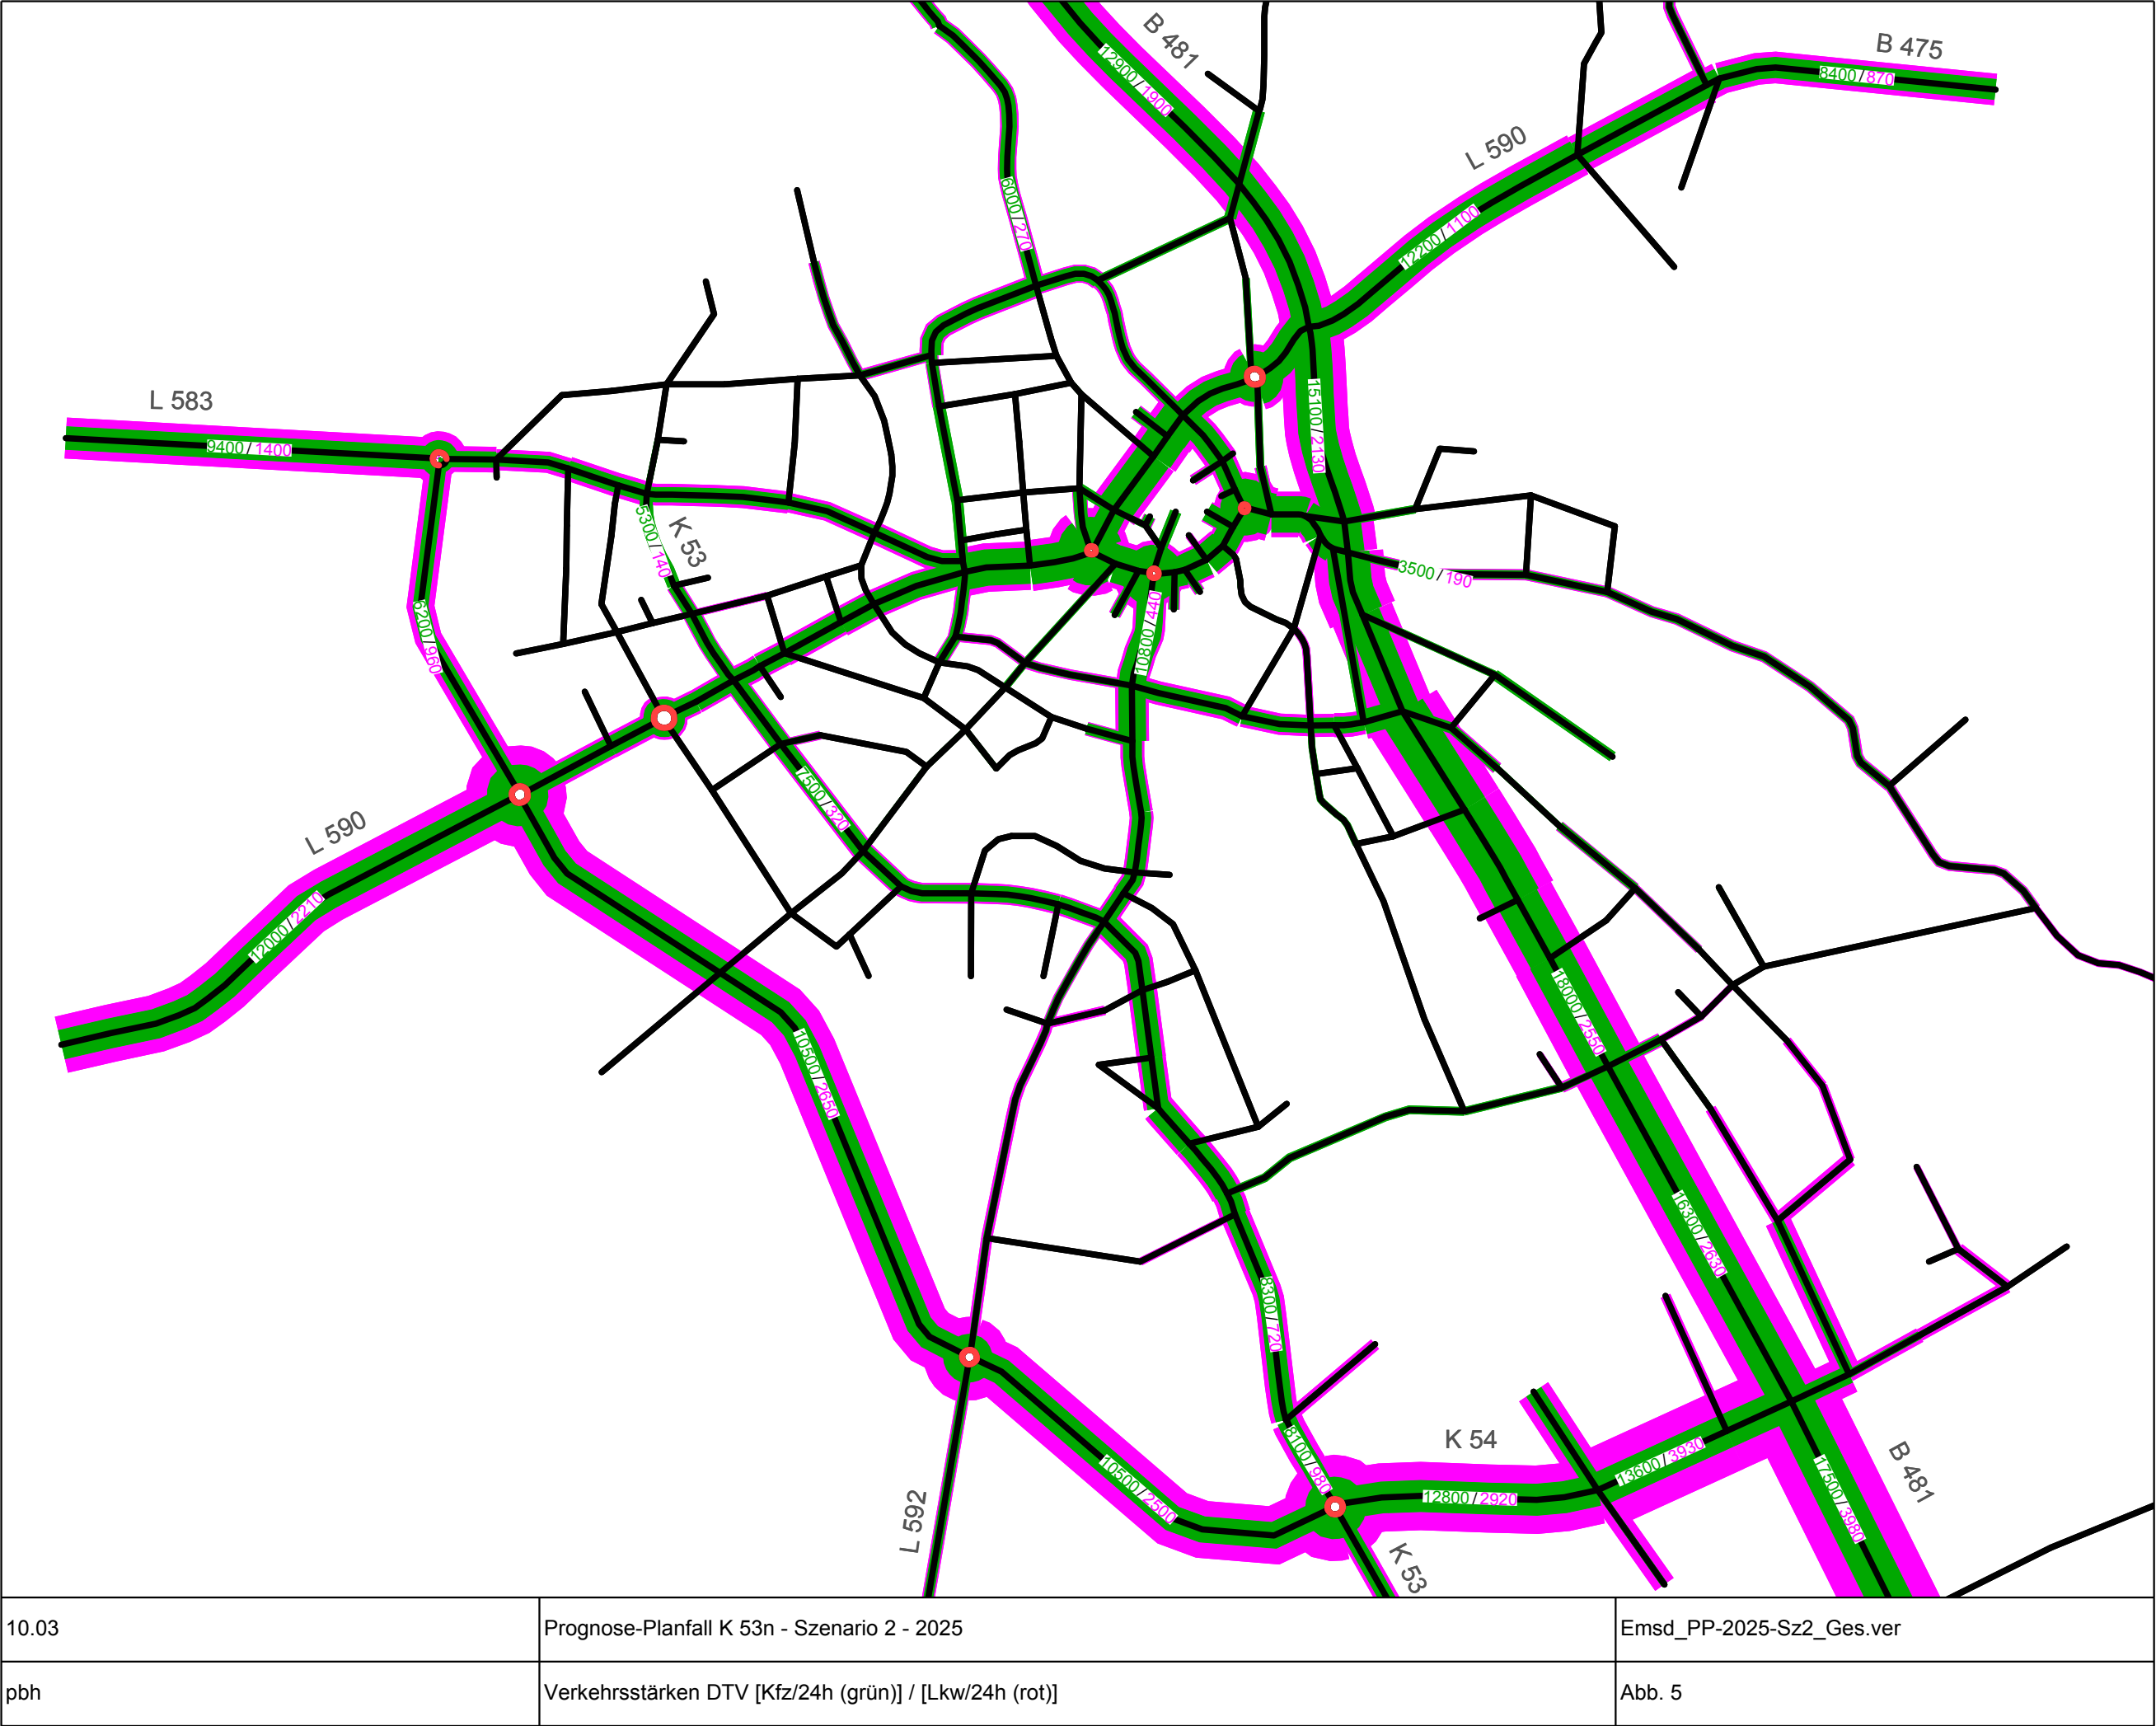 B 481
B 475
12900/1900
8400/870
L 590
6000/270
12200/1100
L 583
9400/1400
15100/2130
5300/140
K 53
3500/190
6200/960
10800/440
7500/320
L 590
12000/2210
18000/2550
10500/2650
16300/2630
8300/720
K 54
8100/980
13600/3930
B 481
10500/2500
12800/2920
17500/3980
L 592
K 53
10.03
Prognose-Planfall K 53n - Szenario 2 - 2025
Emsd_PP-2025-Sz2_Ges.ver
pbh
Verkehrsstärken DTV [Kfz/24h (grün)] / [Lkw/24h (rot)]
Abb. 5